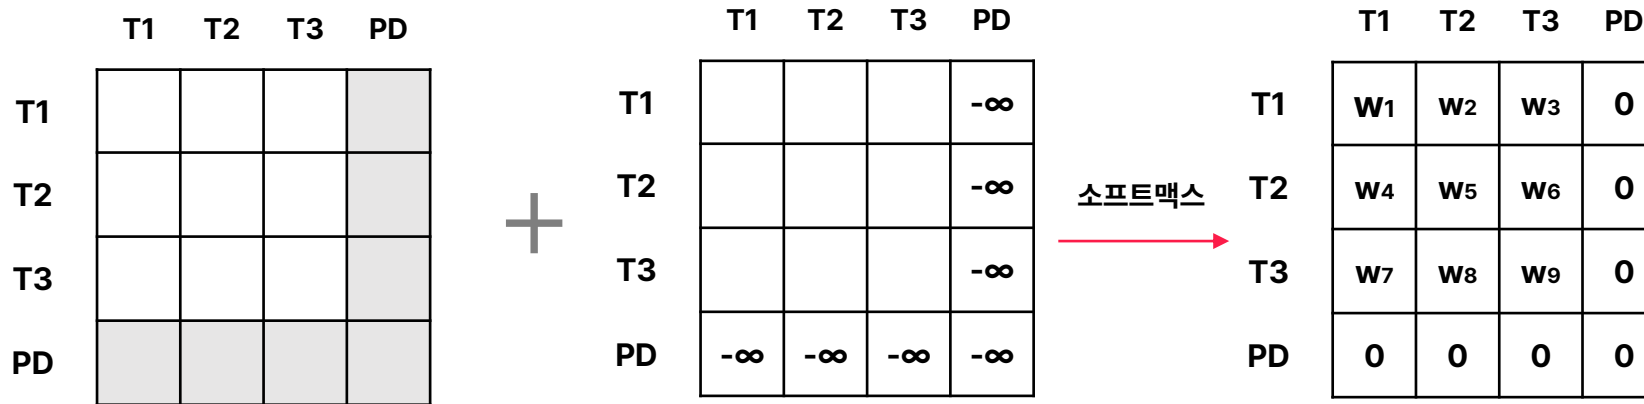 T1 T2 T3 PD
T1
T2
T3
PD
+
T1 T2 T3 PD
T1 -∞
T2 -∞
T3 -∞
PD -∞ -∞ -∞ -∞
소프트맥스
T1 T2 T3 PD
T1 W1 W2 W3 0
T2 W4 W5 W6 0
T3 W7 W8 W9 0
PD 0 0 0 0